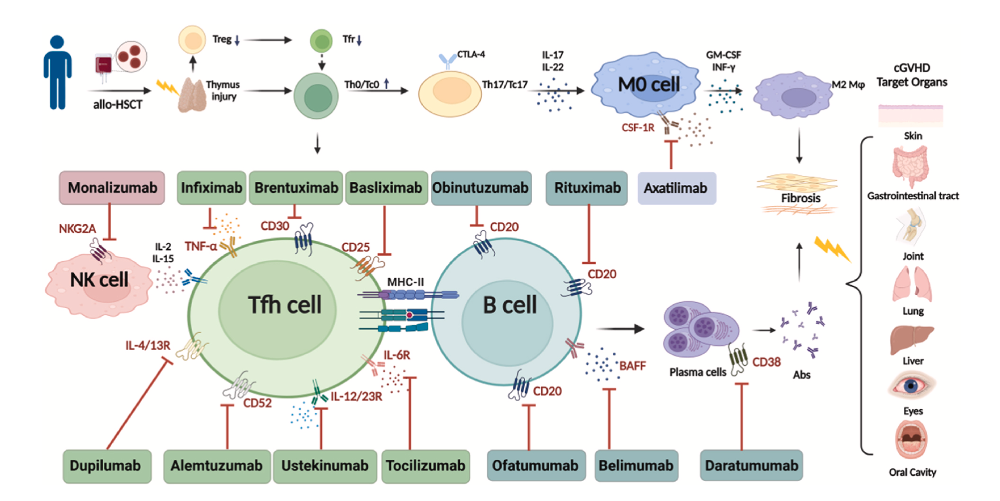 Treg ↓
Tfr ↓
CTLA-4
IL-17
IL-22
GM-CSF
INF-γ
cGVHD
Target Organs
allo-HSCT
Thymus
injury
Th0/Tc0 ↑
Th17/Tc17
M0 cell
M2 Mφ
CSF-1R
Skin
Monalizumab
Infiximab
Brentuximab
Basliximab
Obinutuzumab
Rituximab
Axatilimab
Fibrosis
Gastrointestinal tract
NKG2A
IL-2
IL-15
TNF-α
CD30
CD25
CD20
CD20
Joint
NK cell
MHC-II
Tfh cell
B cell
Lung
IL-4/13R
IL-6R
BAFF
Plasma cells
CD38
Abs
Liver
CD52
IL-12/23R
CD20
Eyes
Dupilumab
Alemtuzumab
Ustekinumab
Tocilizumab
Ofatumumab
Belimumab
Daratumumab
Oral Cavity